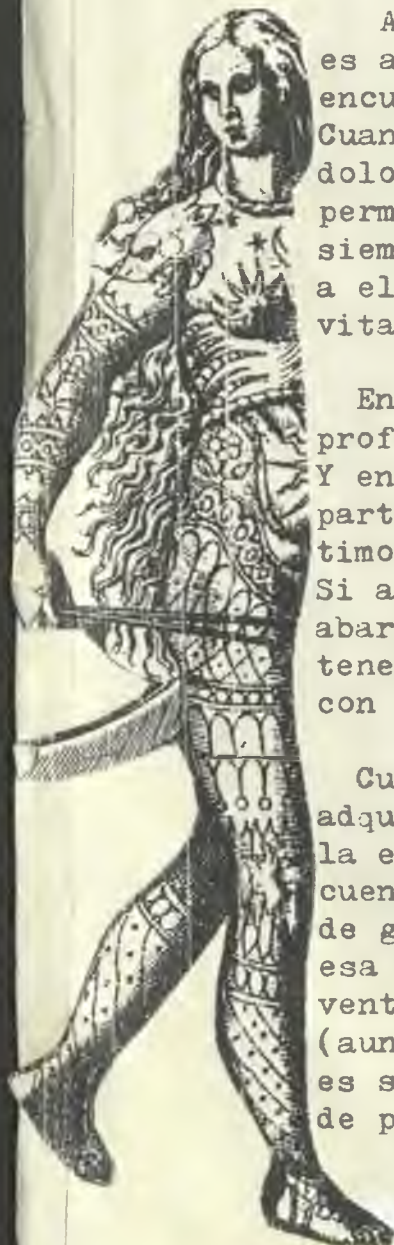 A
es a
encu
Cuan
dolo
perm
siem
a el
vita
En
prof
Y en
part
timo
Si a
abar
tene
con
Cu
adqu
la e
cuen
de g
esa
vent
(aun
es s
de p